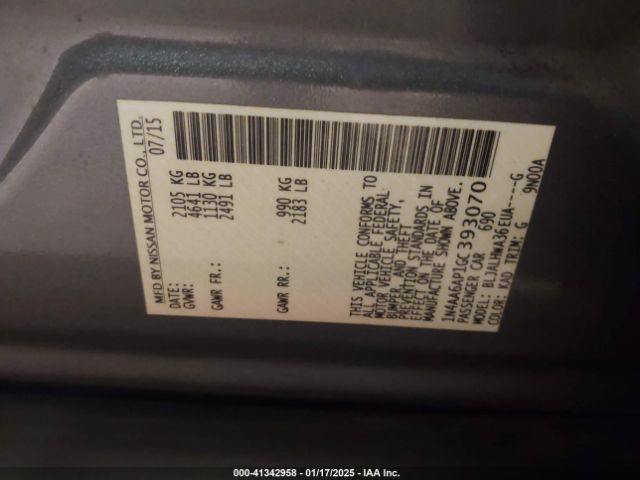 MFD BY NISSAN MOTOR CO., LTD.
DATE: 07/15
GVWR: 2105 KG
4641 LB
GAWR FR.: 1130 KG
2491 LB
GAWR RR.: 990 KG
2183 LB
THIS VEHICLE CONFORMS TO
ALL APPLICABLE FEDERAL
MOTOR VEHICLE SAFETY,
BUMPER, AND THEFT
PREVENTION STANDARDS IN
EFFECT ON THE DATE OF
MANUFACTURE SHOWN ABOVE.
1N4AA6AP1GC393070
PASSENGER CAR 690
MODEL: BLJALHWA36EUA-----G
COLOR: KAD TRIM: G 9N00A
000-41342958 - 01/17/2025 - IAA Inc.